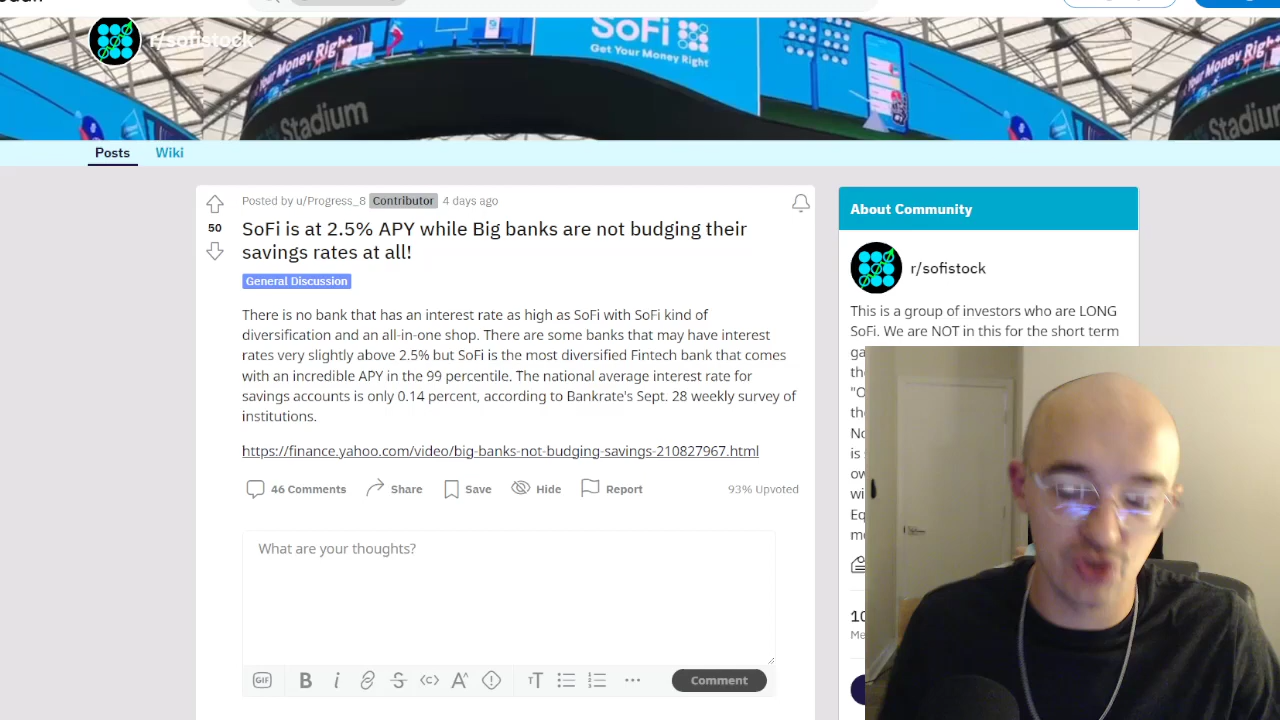 r/sofistock
SoFi
Get Your Money Right
Your Money Right
Stadium
Money Right
Stadium
Posts Wiki
Posted by u/Progress_8 Contributor 4 days ago
50
SoFi is at 2.5% APY while Big banks are not budging their
savings rates at all!
General Discussion
There is no bank that has an interest rate as high as SoFi with SoFi kind of
diversification and an all-in-one shop. There are some banks that may have interest
rates very slightly above 2.5% but SoFi is the most diversified Fintech bank that comes
with an incredible APY in the 99 percentile. The national average interest rate for
savings accounts is only 0.14 percent, according to Bankrate's Sept. 28 weekly survey of
institutions.
https://finance.yahoo.com/video/big-banks-not-budging-savings-210827967.html
46 Comments Share Save Hide Report 93% Upvoted
What are your thoughts?
GIF B i A TT
Comment
About Community
r/sofistock
This is a group of investors who are LONG
SoFi. We are NOT in this for the short term